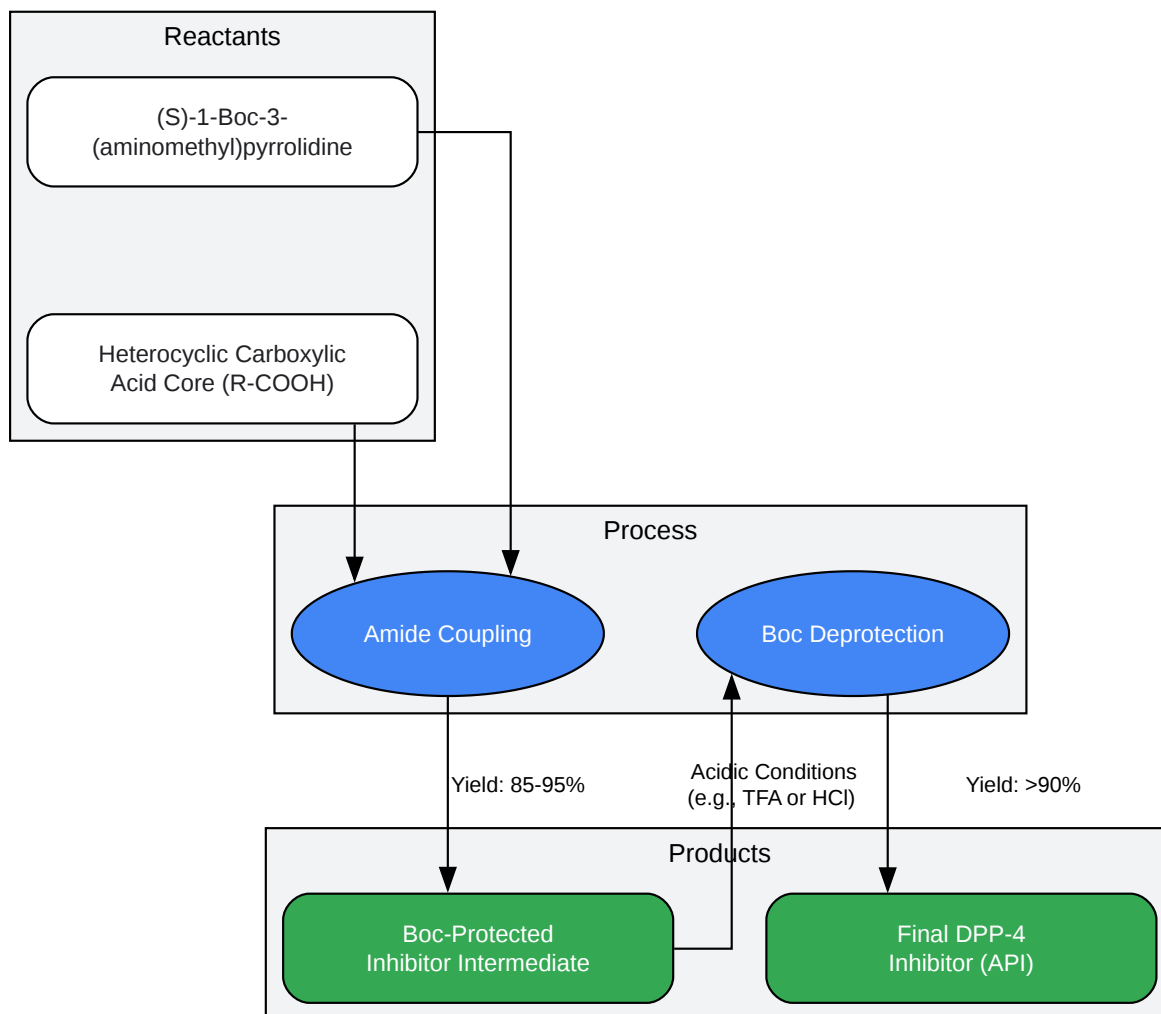 Reactants
(S)-1-Boc-3-
(aminomethyl)pyrrolidine
Heterocyclic Carboxylic
Acid Core (R-COOH)
Process
Amide Coupling
Boc Deprotection
Yield: 85-95%
Acidic Conditions
(e.g., TFA or HCl)
Yield: >90%
Products
Boc-Protected
Inhibitor Intermediate
Final DPP-4
Inhibitor (API)